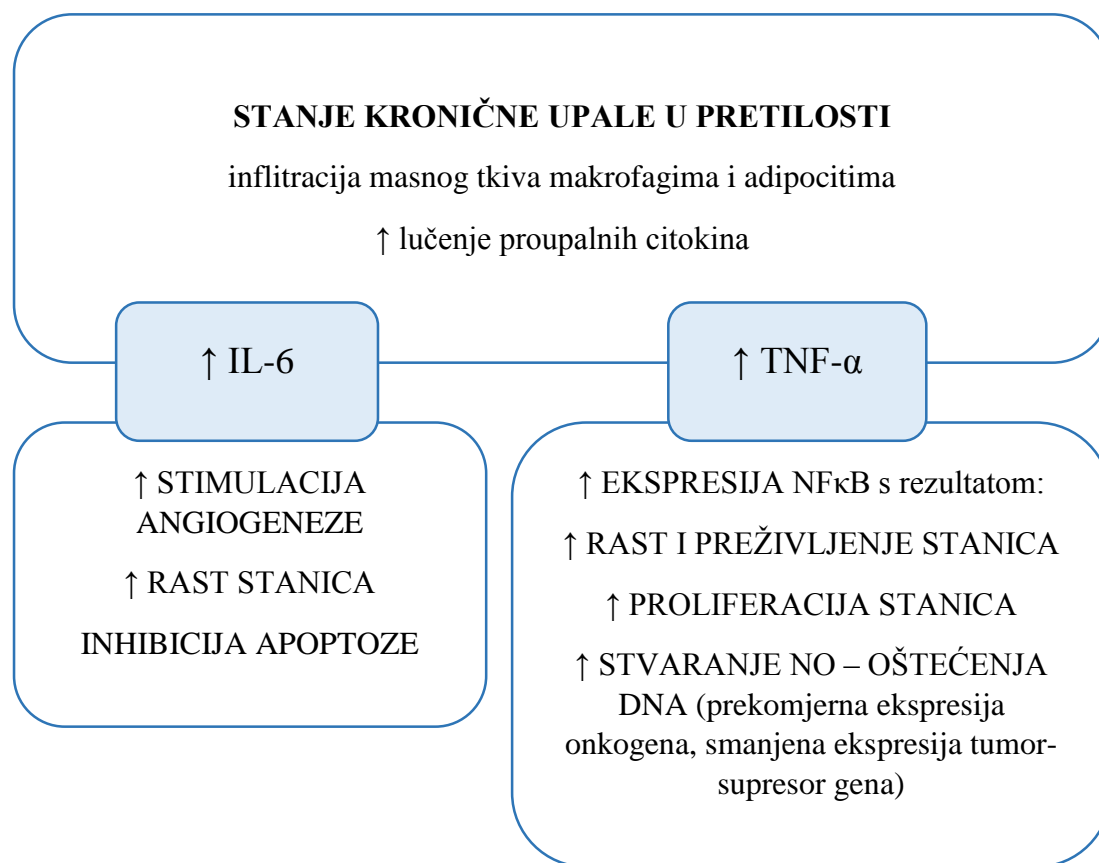 STANJE KRONIČNE UPALE U PRETILOSTI
inflitracija masnog tkiva makrofagima i adipocitima
↑ lučenje proupalnih citokina
↑ IL-6
↑ STIMULACIJA
ANGIOGENEZE
↑ RAST STANICA
INHIBICIJA APOPTOZE
↑ TNF-α
↑ EKSPRESIJA NFκB s rezultatom:
↑ RAST I PREŽIVLJENJE STANICA
↑ PROLIFERACIJA STANICA
↑ STVARANJE NO – OŠTEĆENJA
DNA (prekomjerna ekspresija
onkogena, smanjena ekspresija tumor-
supresor gena)